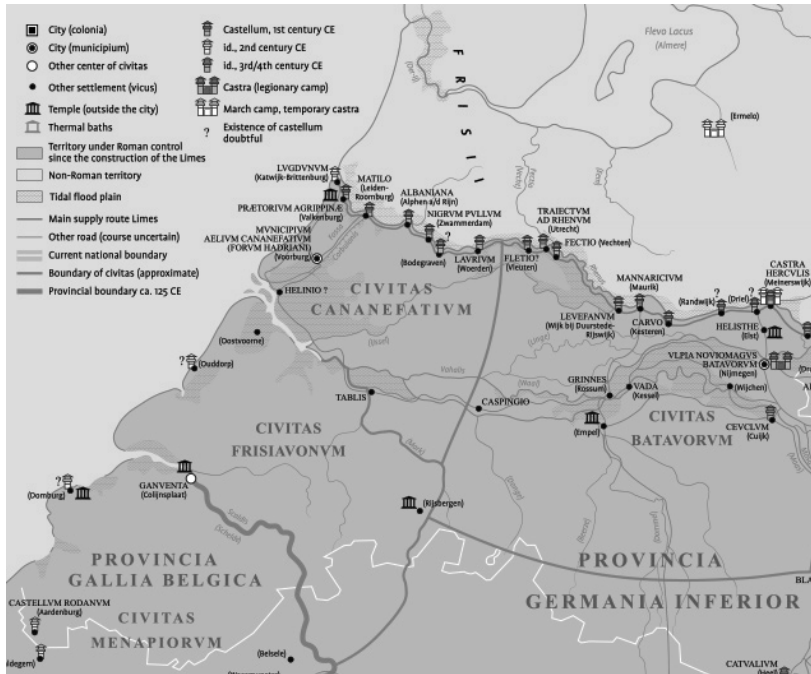 City (colonia)
City (municipium)
Other center of civitas
Other settlement (vicus)
Temple (outside the city)
Thermal baths
Territory under Roman control
since the construction of the Limes
Non-Roman territory
Tidal flood plain
Main supply route Limes
Other road (course uncertain)
Current national boundary
Boundary of civitas (approximate)
Provincial boundary ca. 125 CE
Castellum, 1st century CE
id., 2nd century CE
id., 3rd/4th century CE
Castra (legionary camp)
March camp, temporary castra
? Existence of castellum
doubtful
FRISII
Flevo Lacus
(Almere)
(Ermelo)
LVGDVNVM
(Katwijk-Brittenburg)
PRÆTORIVM AGRIPPINÆ
(Valkenburg)
MATILO
(Leiden-
Roomburg)
ALBANIANA
(Alphen a/d Rijn)
NIGRVM PVLLVM
(Zwammerdam)
?
(Bodegraven)
LAVRIVM
(Woerden)
FLETIO?
(Vleuten)
TRAIECTVM
AD RHENVM
(Utrecht)
FECTIO (Vechten)
MVNICIPIVM
AELIVM CANANEFATIVM
(FORVM HADRIANI)
(Voorburg)
HELINIO ?
CIVITAS
CANANEFATIVM
LEVEFANVM
(Wijk bij Duurstede-
Rijswijk)
MANNARICIVM
(Maurik)
CARVO
(Kesteren)
(Randwijk)
?
(Driel)
?
CASTRA
HERCVLIS
(Meinerswijk)
HELISTHE
(Elst)
VLPIA NOVIOMAGVS
BATAVORVM
(Nijmegen)
(Oostvoorne)
?
(Ouddorp)
TABLIS
Vahalis
(Waal)
(Linge)
CASPINGIO
GRINNES
(Rossum)
VADA
(Kessel)
(Wijchen)
CEVCLVM
(Cuijk)
(Empel)
CIVITAS
BATAVORVM
CIVITAS
FRISIAVONVM
(Mark)
?
(Domburg)
GANVENTA
(Colijnsplaat)
Scaldis
(Schelde)
(Rijsbergen)
PROVINCIA
GALLIA BELGICA
PROVINCIA
GERMANIA INFERIOR
BLA
CASTELLVM RODANVM
(Aardenburg)
CIVITAS
MENAPIORVM
ldegem)
(Belsele)
CATVALIVM